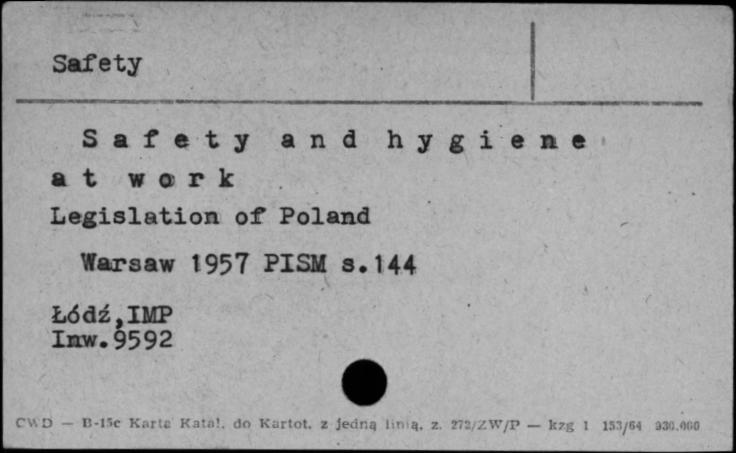 Safety
Safety and hygiene
at work
Legislation of Poland
Warsaw 1957 PISM s.144
Łódź,IMP
Inw.9592
CWD — B-15c Karta Katal. do Kartot. z jedną linią, z. 272/ZW/P — kzg 1 153/64 930.000